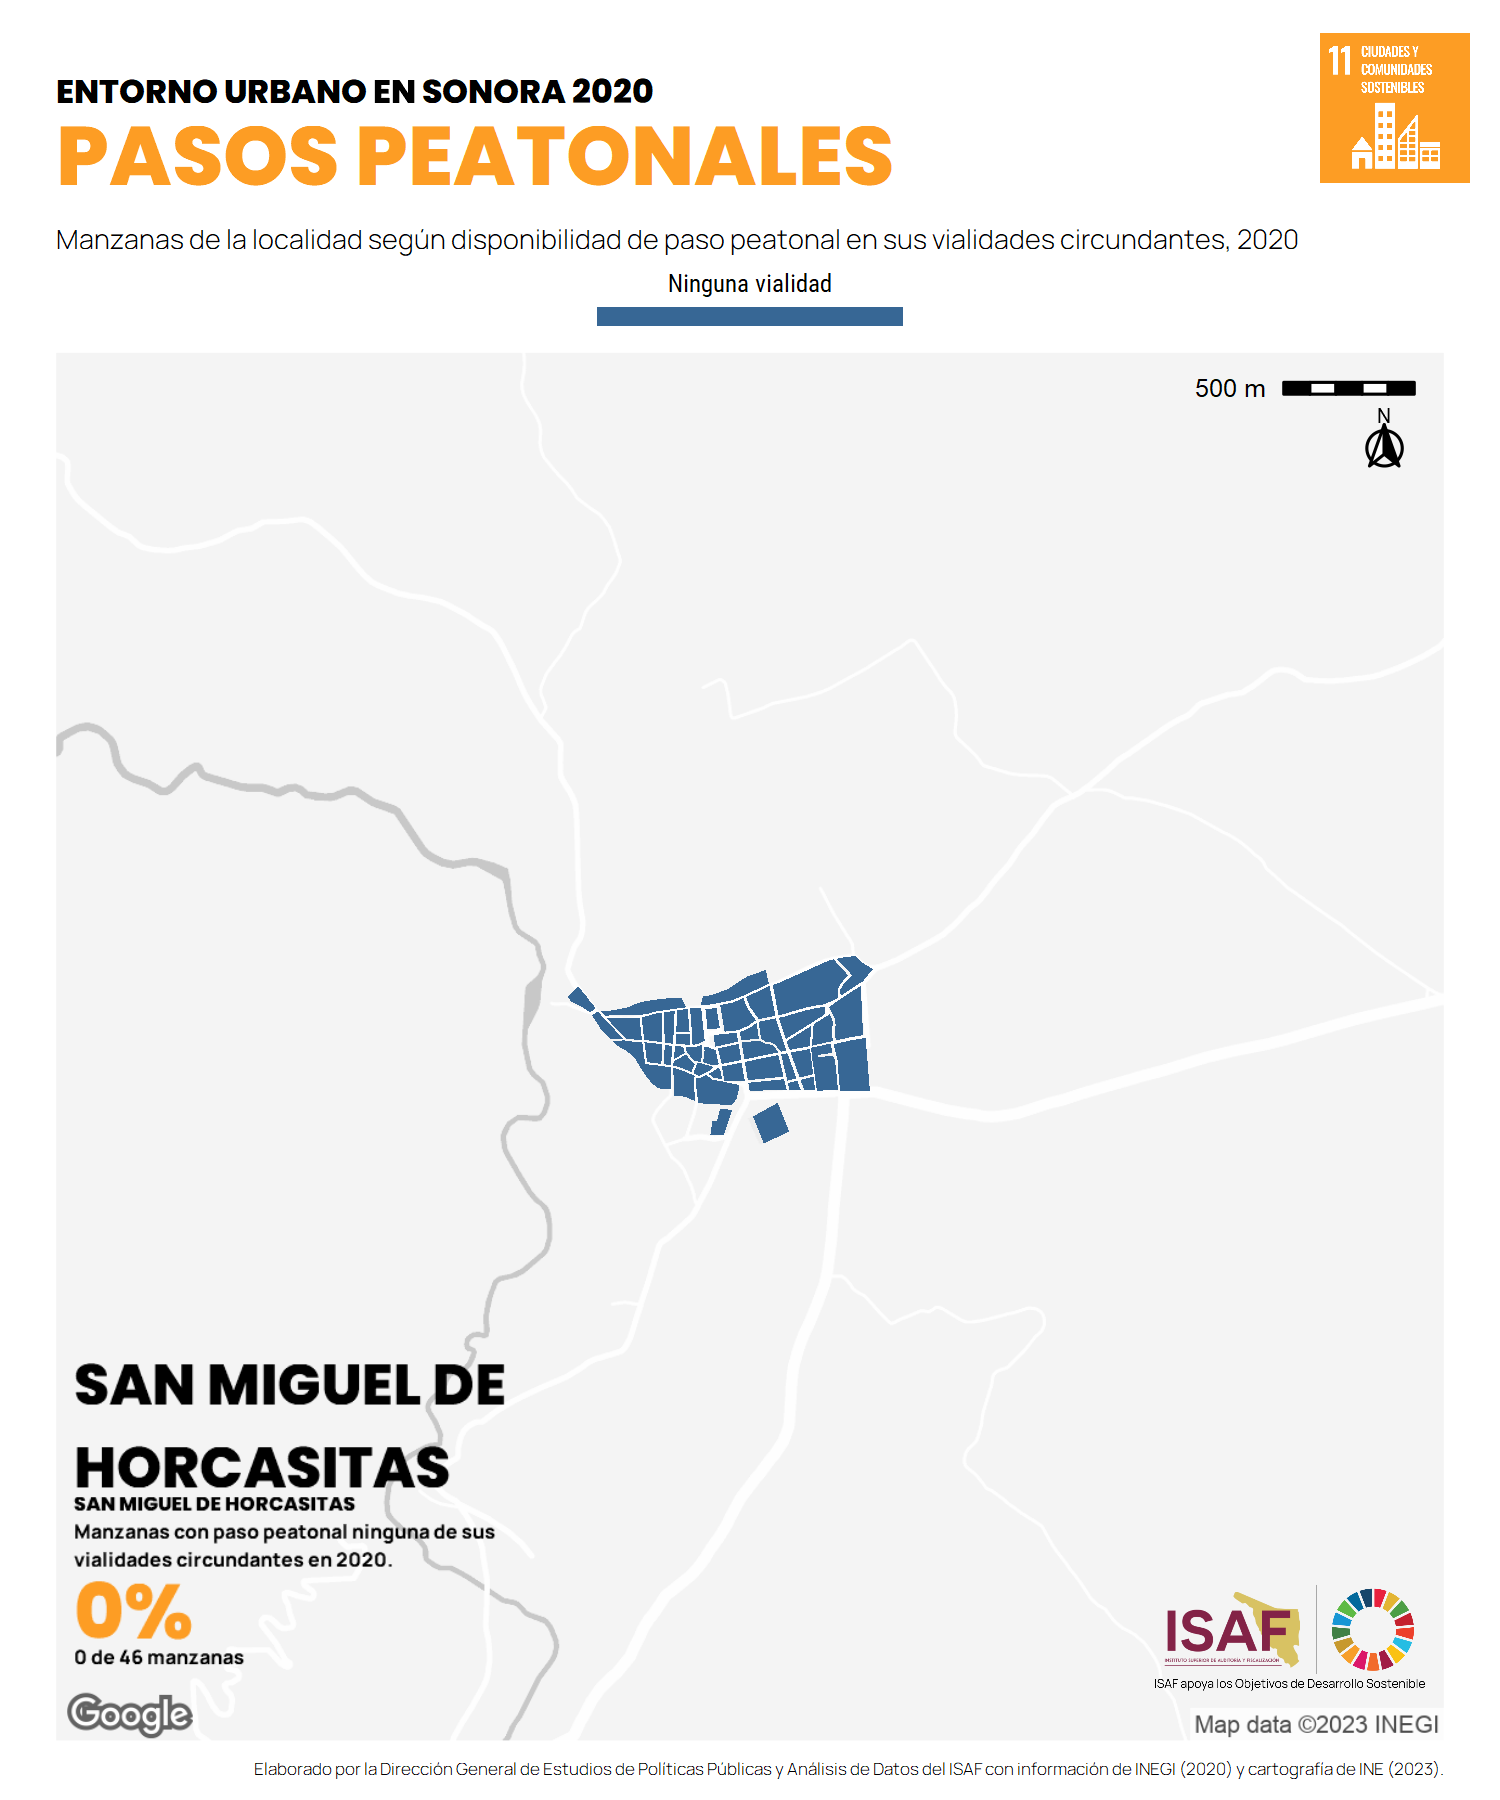 ENTORNO URBANO EN SONORA 2020
PASOS PEATONALES
11 CIUDADES Y
COMUNIDADES
SOSTENIBLES
Manzanas de la localidad según disponibilidad de paso peatonal en sus vialidades circundantes, 2020
Ninguna vialidad
500 m
N
SAN MIGUEL DE
HORCASITAS
SAN MIGUEL DE HORCASITAS
Manzanas con paso peatonal ninguna de sus
vialidades circundantes en 2020.
0%
0 de 46 manzanas
Google
ISAF
INSTITUTO SUPERIOR DE AUDITORÍA Y FISCALIZACIÓN
ISAF apoya los Objetivos de Desarrollo Sostenible
Map data ©2023 INEGI
Elaborado por la Dirección General de Estudios de Políticas Públicas y Análisis de Datos del ISAF con información de INEGI (2020) y cartografía de INE (2023).